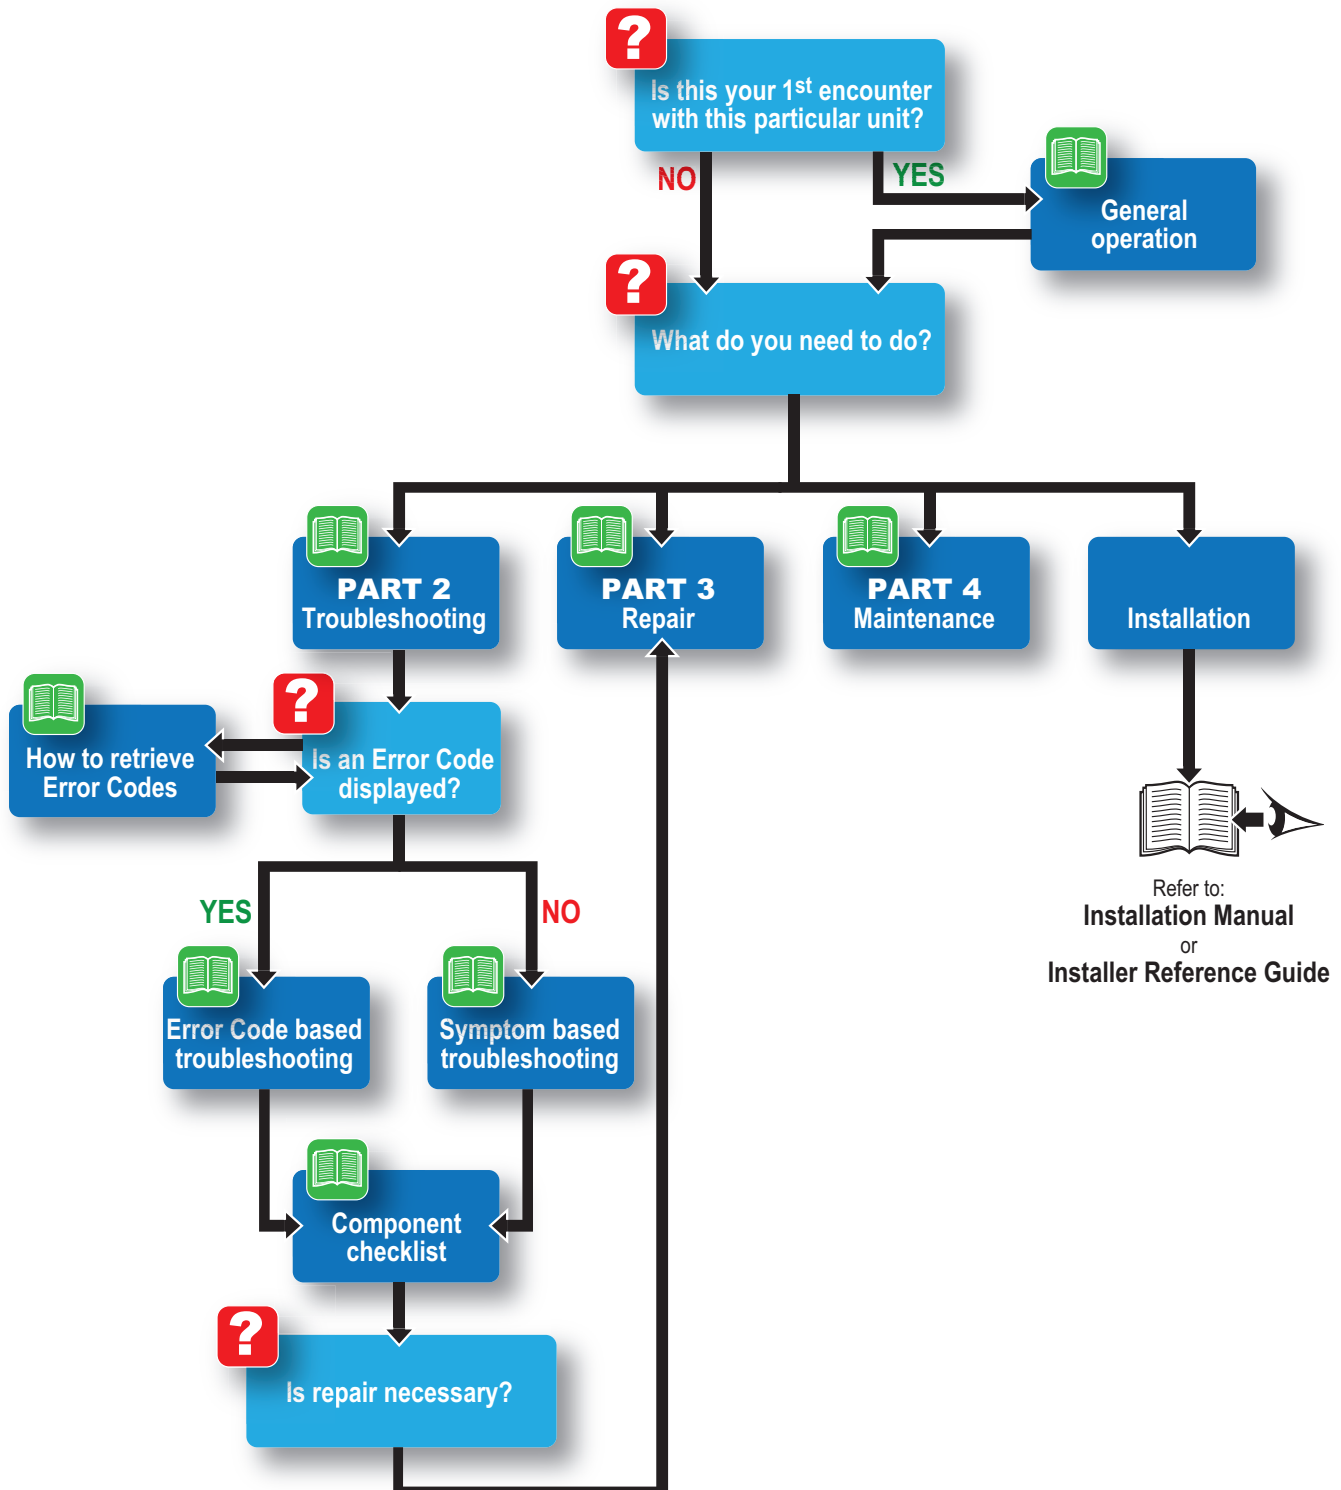 ?
Is this your 1st encounter
with this particular unit?
NO
YES
General
operation
?
What do you need to do?
PART 2
Troubleshooting
PART 3
Repair
PART 4
Maintenance
Installation
How to retrieve
Error Codes
?
Is an Error Code
displayed?
Refer to:
Installation Manual
or
Installer Reference Guide
YES
NO
Error Code based
troubleshooting
Symptom based
troubleshooting
Component
checklist
?
Is repair necessary?